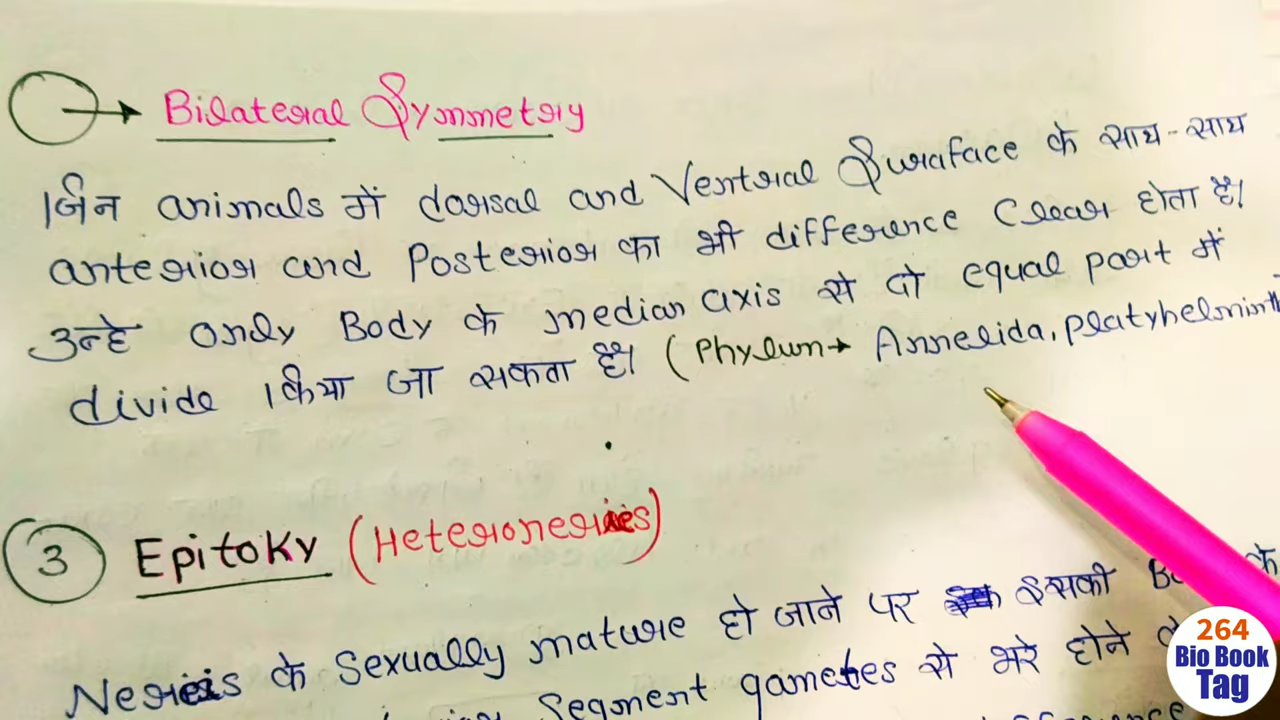 Bilateral Symmetry
जिन animals में dorsal and Ventral Suraface के साथ-साथ
anterior and Posterior का भी difference Clear होता है।
उन्हे only Body के median axis से दो equal part में
divide किया जा सकता है। (Phylum→ Annelida, Platyhelminth
3 Epitoky (Heteronereis)
Nereis के Sexually mature हो जाने पर इसकी के
Segment gametes से भरे होने
264
Bio Book
Tag